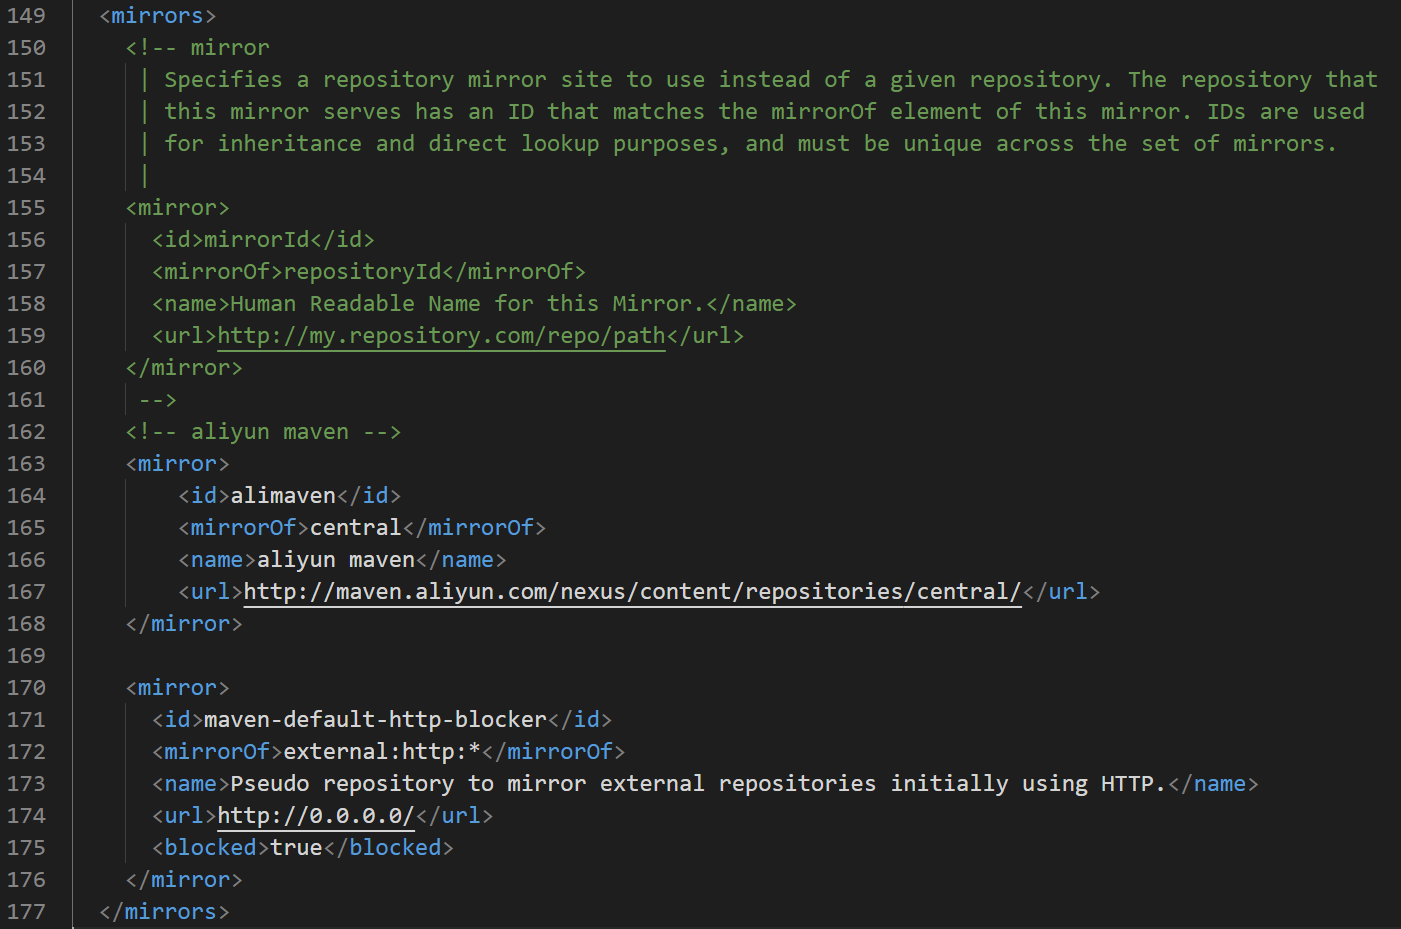 149 <mirrors>
150 <!-- mirror
151 | Specifies a repository mirror site to use instead of a given repository. The repository that
152 | this mirror serves has an ID that matches the mirrorOf element of this mirror. IDs are used
153 | for inheritance and direct lookup purposes, and must be unique across the set of mirrors.
154 |
155 <mirror>
156 <id>mirrorId</id>
157 <mirrorOf>repositoryId</mirrorOf>
158 <name>Human Readable Name for this Mirror.</name>
159 <url>http://my.repository.com/repo/path</url>
160 </mirror>
161 -->
162 <!-- aliyun maven -->
163 <mirror>
164 <id>alimaven</id>
165 <mirrorOf>central</mirrorOf>
166 <name>aliyun maven</name>
167 <url>http://maven.aliyun.com/nexus/content/repositories/central/</url>
168 </mirror>
169
170 <mirror>
171 <id>maven-default-http-blocker</id>
172 <mirrorOf>external:http:*</mirrorOf>
173 <name>Pseudo repository to mirror external repositories initially using HTTP.</name>
174 <url>http://0.0.0.0/</url>
175 <blocked>true</blocked>
176 </mirror>
177 </mirrors>